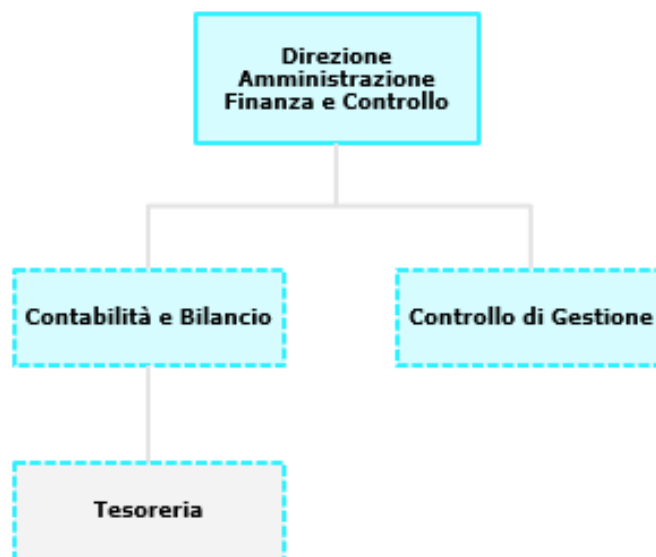 Direzione
Amministrazione
Finanza e Controllo
Contabilità e Bilancio
Controllo di Gestione
Tesoreria